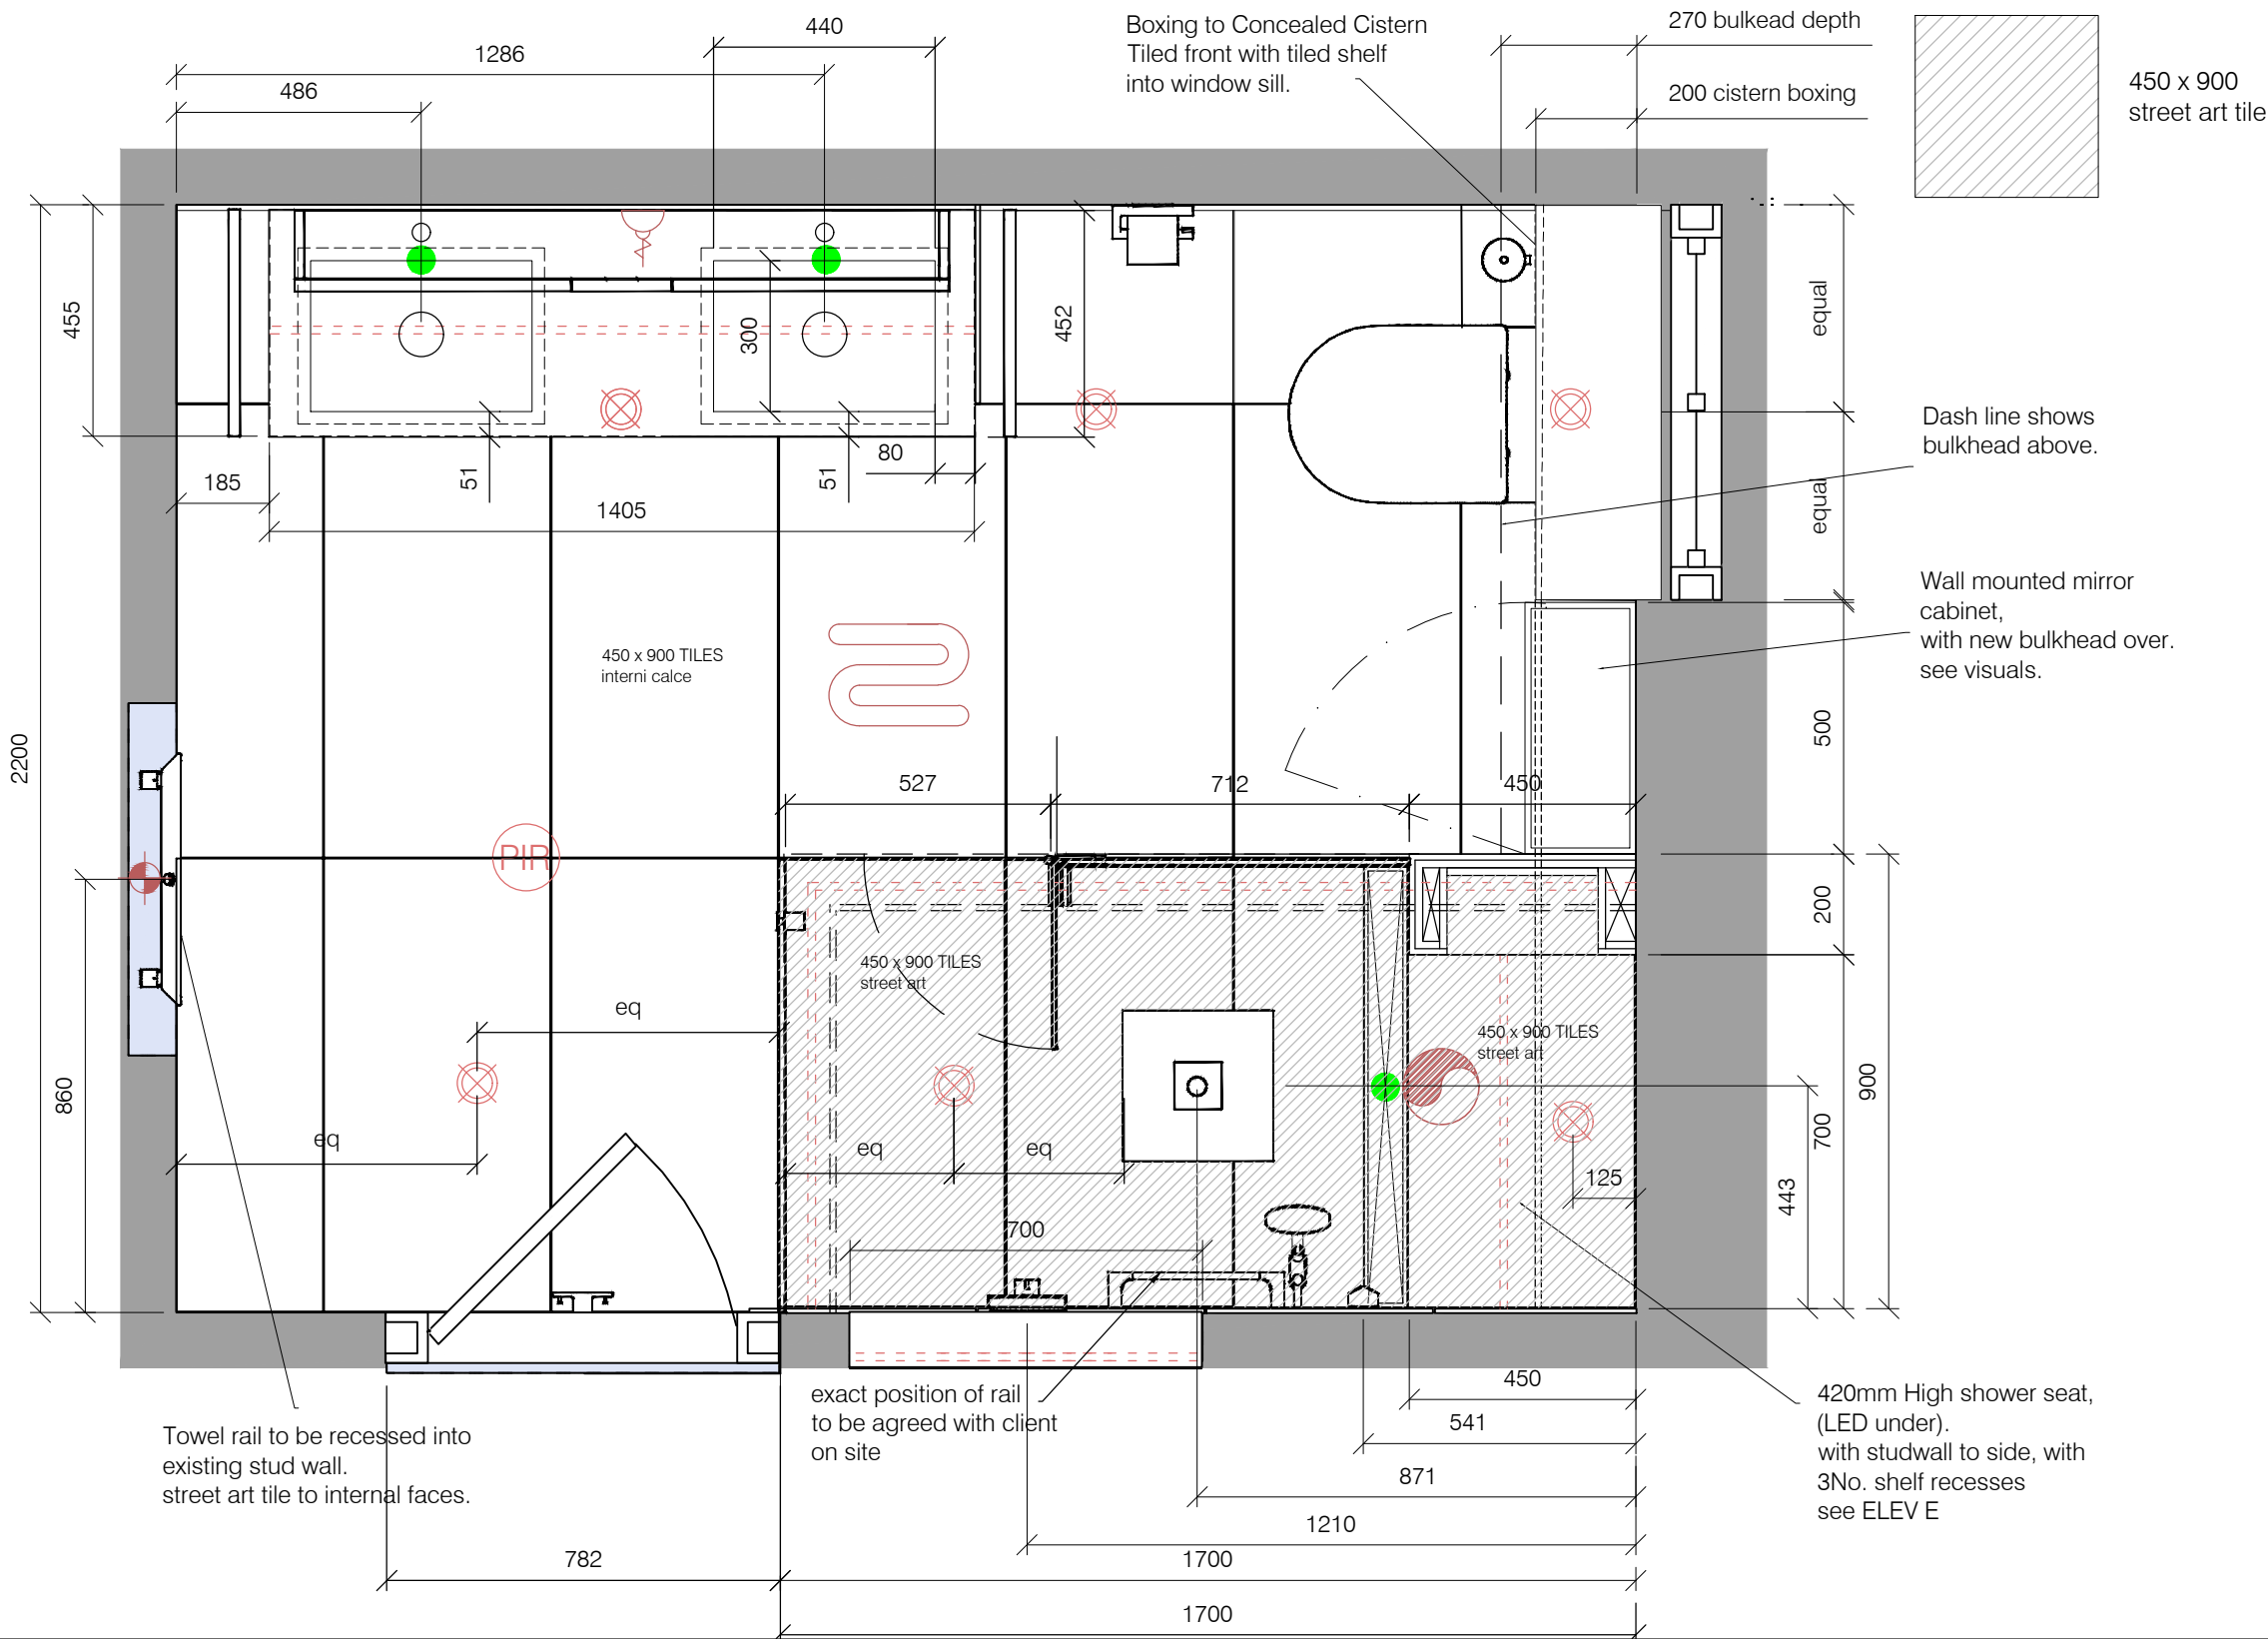 440
1286
486
Boxing to Concealed Cistern
Tiled front with tiled shelf
into window sill.
270 bulkead depth
200 cistern boxing
450 x 900
street art tile
455
300
452
equal
equal
51
51
80
185
1405
Dash line shows
bulkhead above.
Wall mounted mirror
cabinet,
with new bulkhead over.
see visuals.
450 x 900 TILES
interni calce
2200
500
527
712
450
PIR
200
450 x 900 TILES
street art
450 x 900 TILES
street art
eq
eq
eq
eq
860
900
700
443
125
700
exact position of rail
to be agreed with client
on site
Towel rail to be recessed into
existing stud wall.
street art tile to internal faces.
450
541
871
1210
782
1700
1700
420mm High shower seat,
(LED under).
with studwall to side, with
3No. shelf recesses
see ELEV E